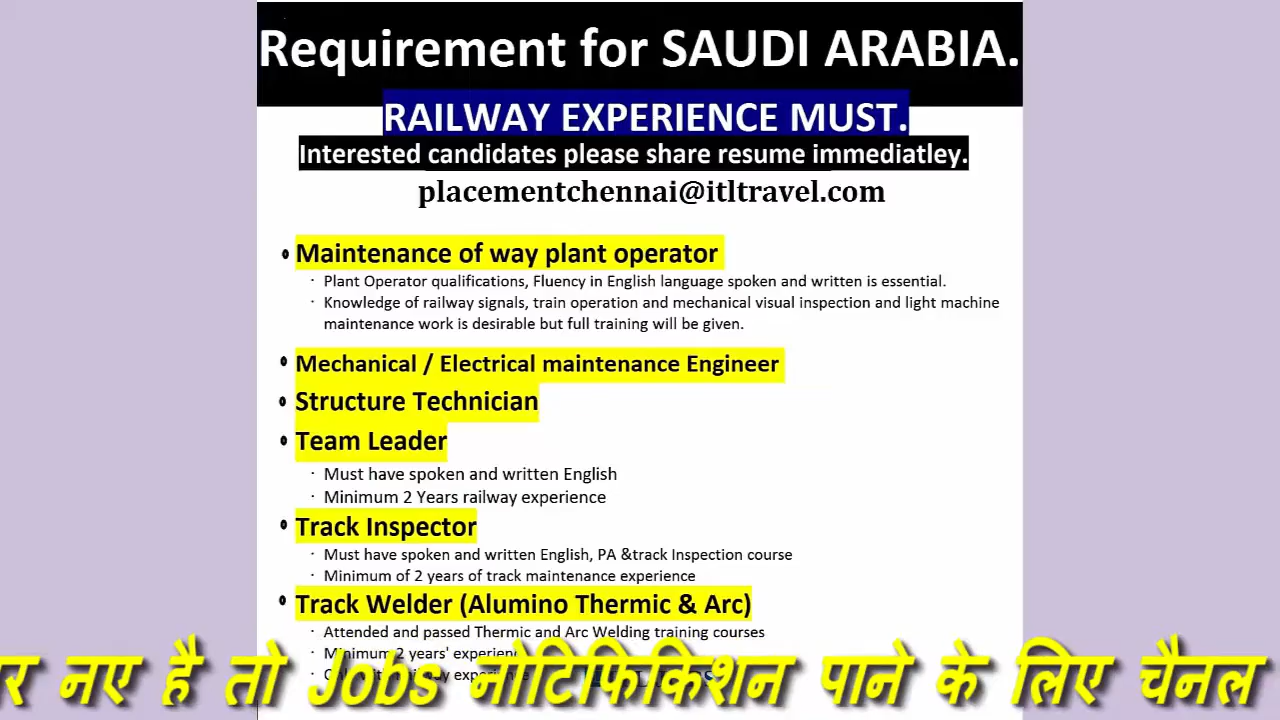 Requirement for SAUDI ARABIA.
RAILWAY EXPERIENCE MUST.
Interested candidates please share resume immediatley.
placementchennai@itltravel.com
• Maintenance of way plant operator
· Plant Operator qualifications, Fluency in English language spoken and written is essential.
· Knowledge of railway signals, train operation and mechanical visual inspection and light machine
maintenance work is desirable but full training will be given.
• Mechanical / Electrical maintenance Engineer
• Structure Technician
• Team Leader
· Must have spoken and written English
· Minimum 2 Years railway experience
• Track Inspector
· Must have spoken and written English, PA &track Inspection course
· Minimum of 2 years of track maintenance experience
• Track Welder (Alumino Thermic & Arc)
· Attended and passed Thermic and Arc Welding training courses
· Minimum 2 years' experience
नए है तो Jobs नोटिफिकिशन पाने के लिए चैनल